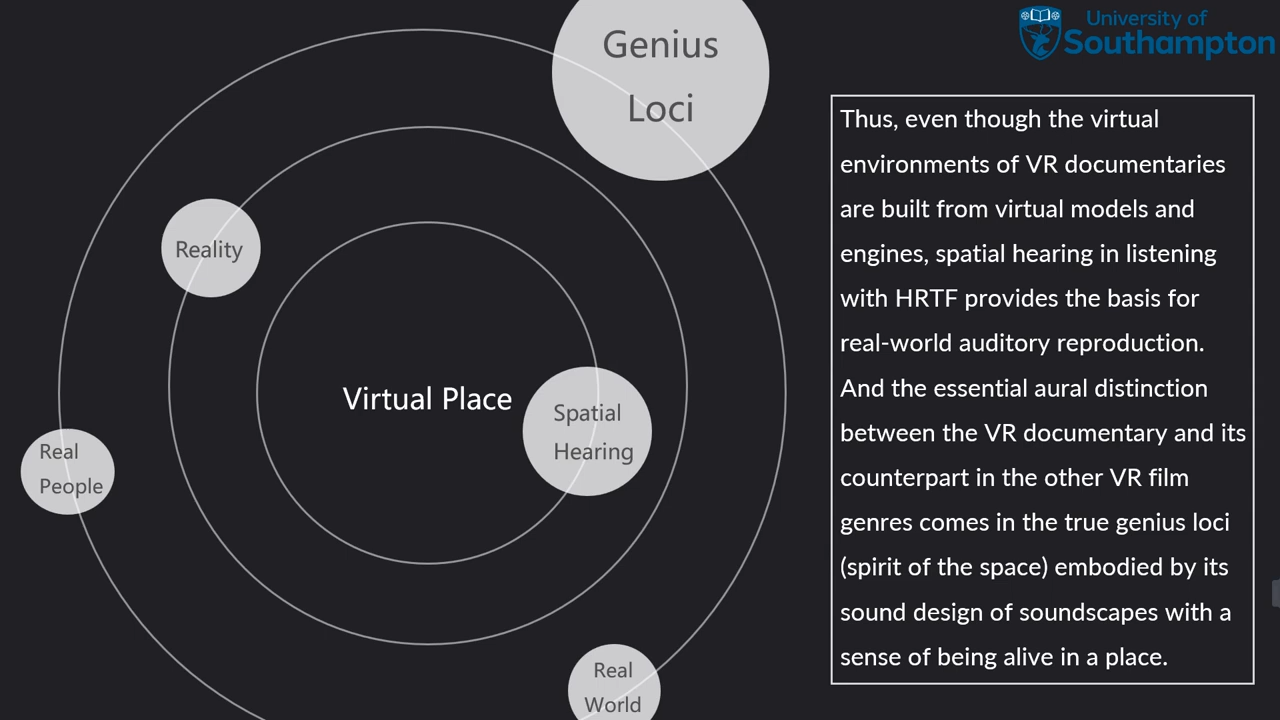 Genius
Loci
Reality
Virtual Place
Spatial
Hearing
Real
People
Real
World
University of
Southampton
Thus, even though the virtual
environments of VR documentaries
are built from virtual models and
engines, spatial hearing in listening
with HRTF provides the basis for
real-world auditory reproduction.
And the essential aural distinction
between the VR documentary and its
counterpart in the other VR film
genres comes in the true genius loci
(spirit of the space) embodied by its
sound design of soundscapes with a
sense of being alive in a place.